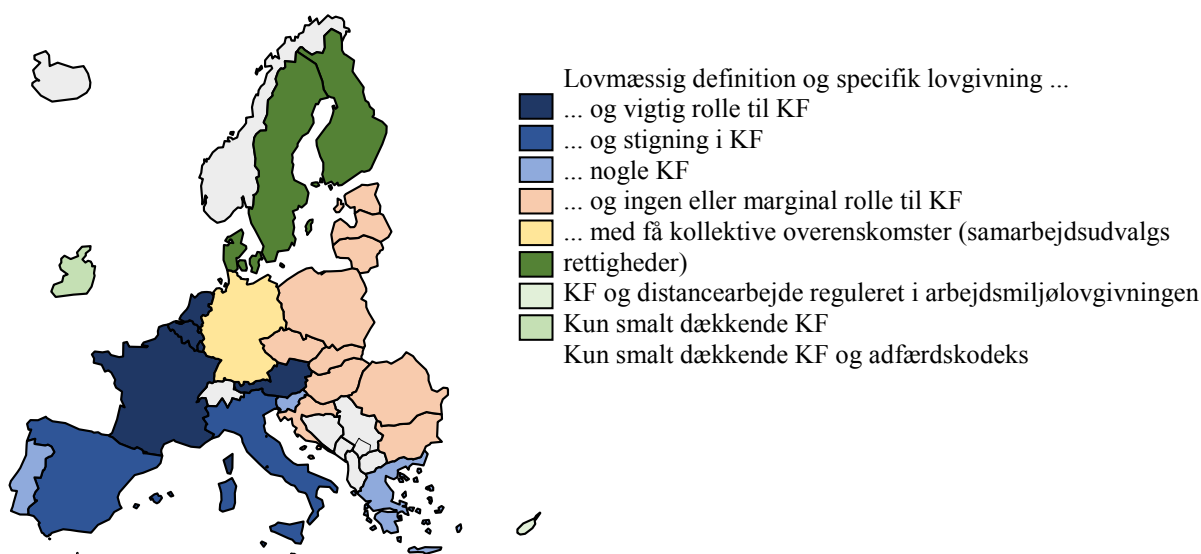 Lovmæssig definition og specifik lovgivning ...
... og vigtig rolle til KF
... og stigning i KF
... nogle KF
... og ingen eller marginal rolle til KF
... med få kollektive overenskomster (samarbejdsudvalgs
rettigheder)
KF og distancearbejde reguleret i arbejdsmiljølovgivningen
Kun smalt dækkende KF
Kun smalt dækkende KF og adfærdskodeks